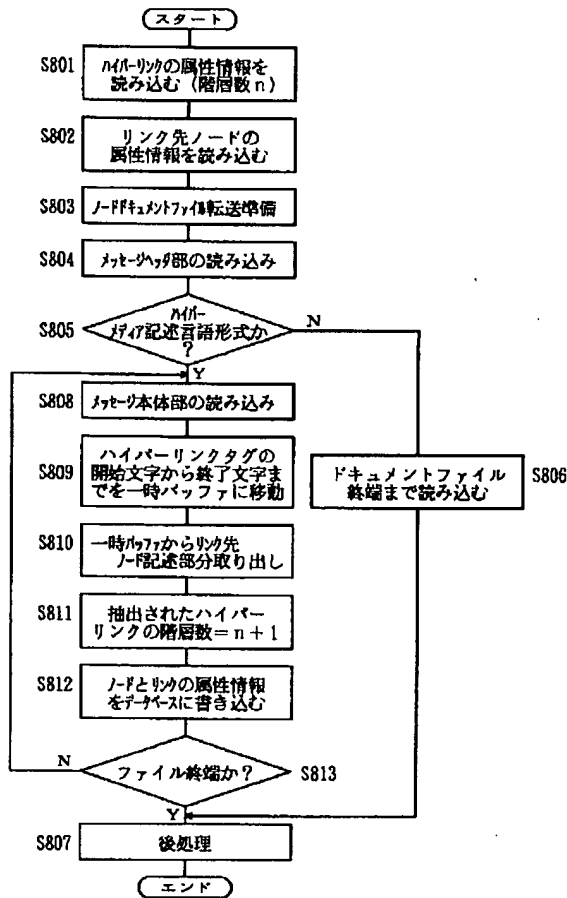 スタート
S801
ハイパーリンクの属性情報を
読み込む (階層数n)
S802
リンク先ノードの
属性情報を読み込む
S803
ノードドキュメントファイル転送準備
S804
メッセージヘッダ部の読み込み
S805
ハイパー
メディア記述言語形式か
?
N
Y
S808
メッセージ本体部の読み込み
S809
ハイパーリンクタグの
開始文字から終了文字ま
でを一時バッファに移動
ドキュメントファイル
終端まで読み込む
S806
S810
一時バッファからリンク先
ノード記述部分取り出し
S811
抽出されたハイパー
リンクの階層数=n+1
S812
ノードとリンクの属性情報
をデータベースに書き込む
N
ファイル終端か?
S813
Y
S807
後処理
エンド